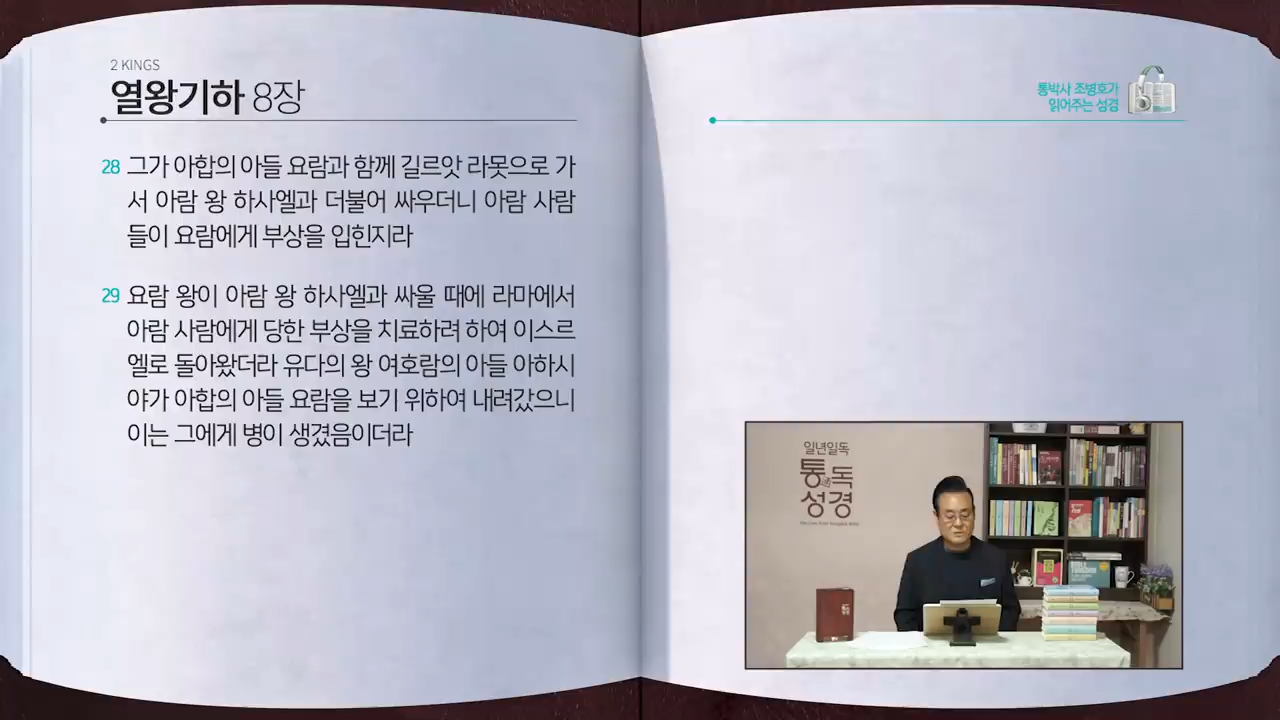 2 KINGS
열왕기하 8장
28 그가 아합의 아들 요람과 함께 길르앗 라못으로 가
서 아람 왕 하사엘과 더불어 싸우더니 아람 사람
들이 요람에게 부상을 입힌지라
29 요람 왕이 아람 왕 하사엘과 싸울 때에 라마에서
아람 사람에게 당한 부상을 치료하려 하여 이스르
엘로 돌아왔더라 유다의 왕 여호람의 아들 아하시
야가 아합의 아들 요람을 보기 위하여 내려갔으니
이는 그에게 병이 생겼음이더라
통박사 조병호가
읽어주는 성경
일년일독
통독
성경